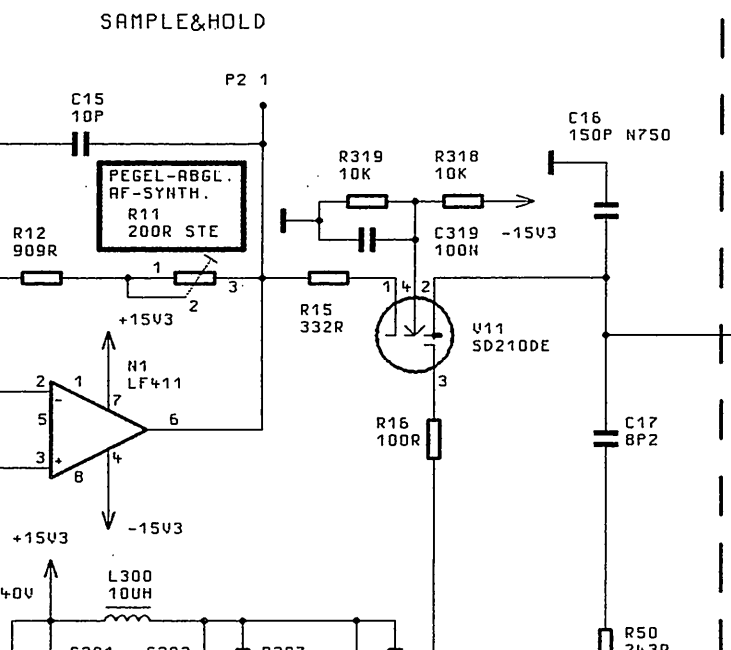 SAMPLE&HOLD
P2 1
C15
10P
C16
150P N750
PEGEL-ABGL.
AF-SYNTH.
R11
200R STE
R319
10K
R318
10K
-15V3
C319
100N
R12
909R
1
2
3
R15
332R
1 4 2
3
V11
SD210DE
+15V3
N1
LF411
2
1
7
-
5
6
3
+
8
4
-15V3
R16
100R
C17
8P2
+15V3
40V
L300
10UH
R50